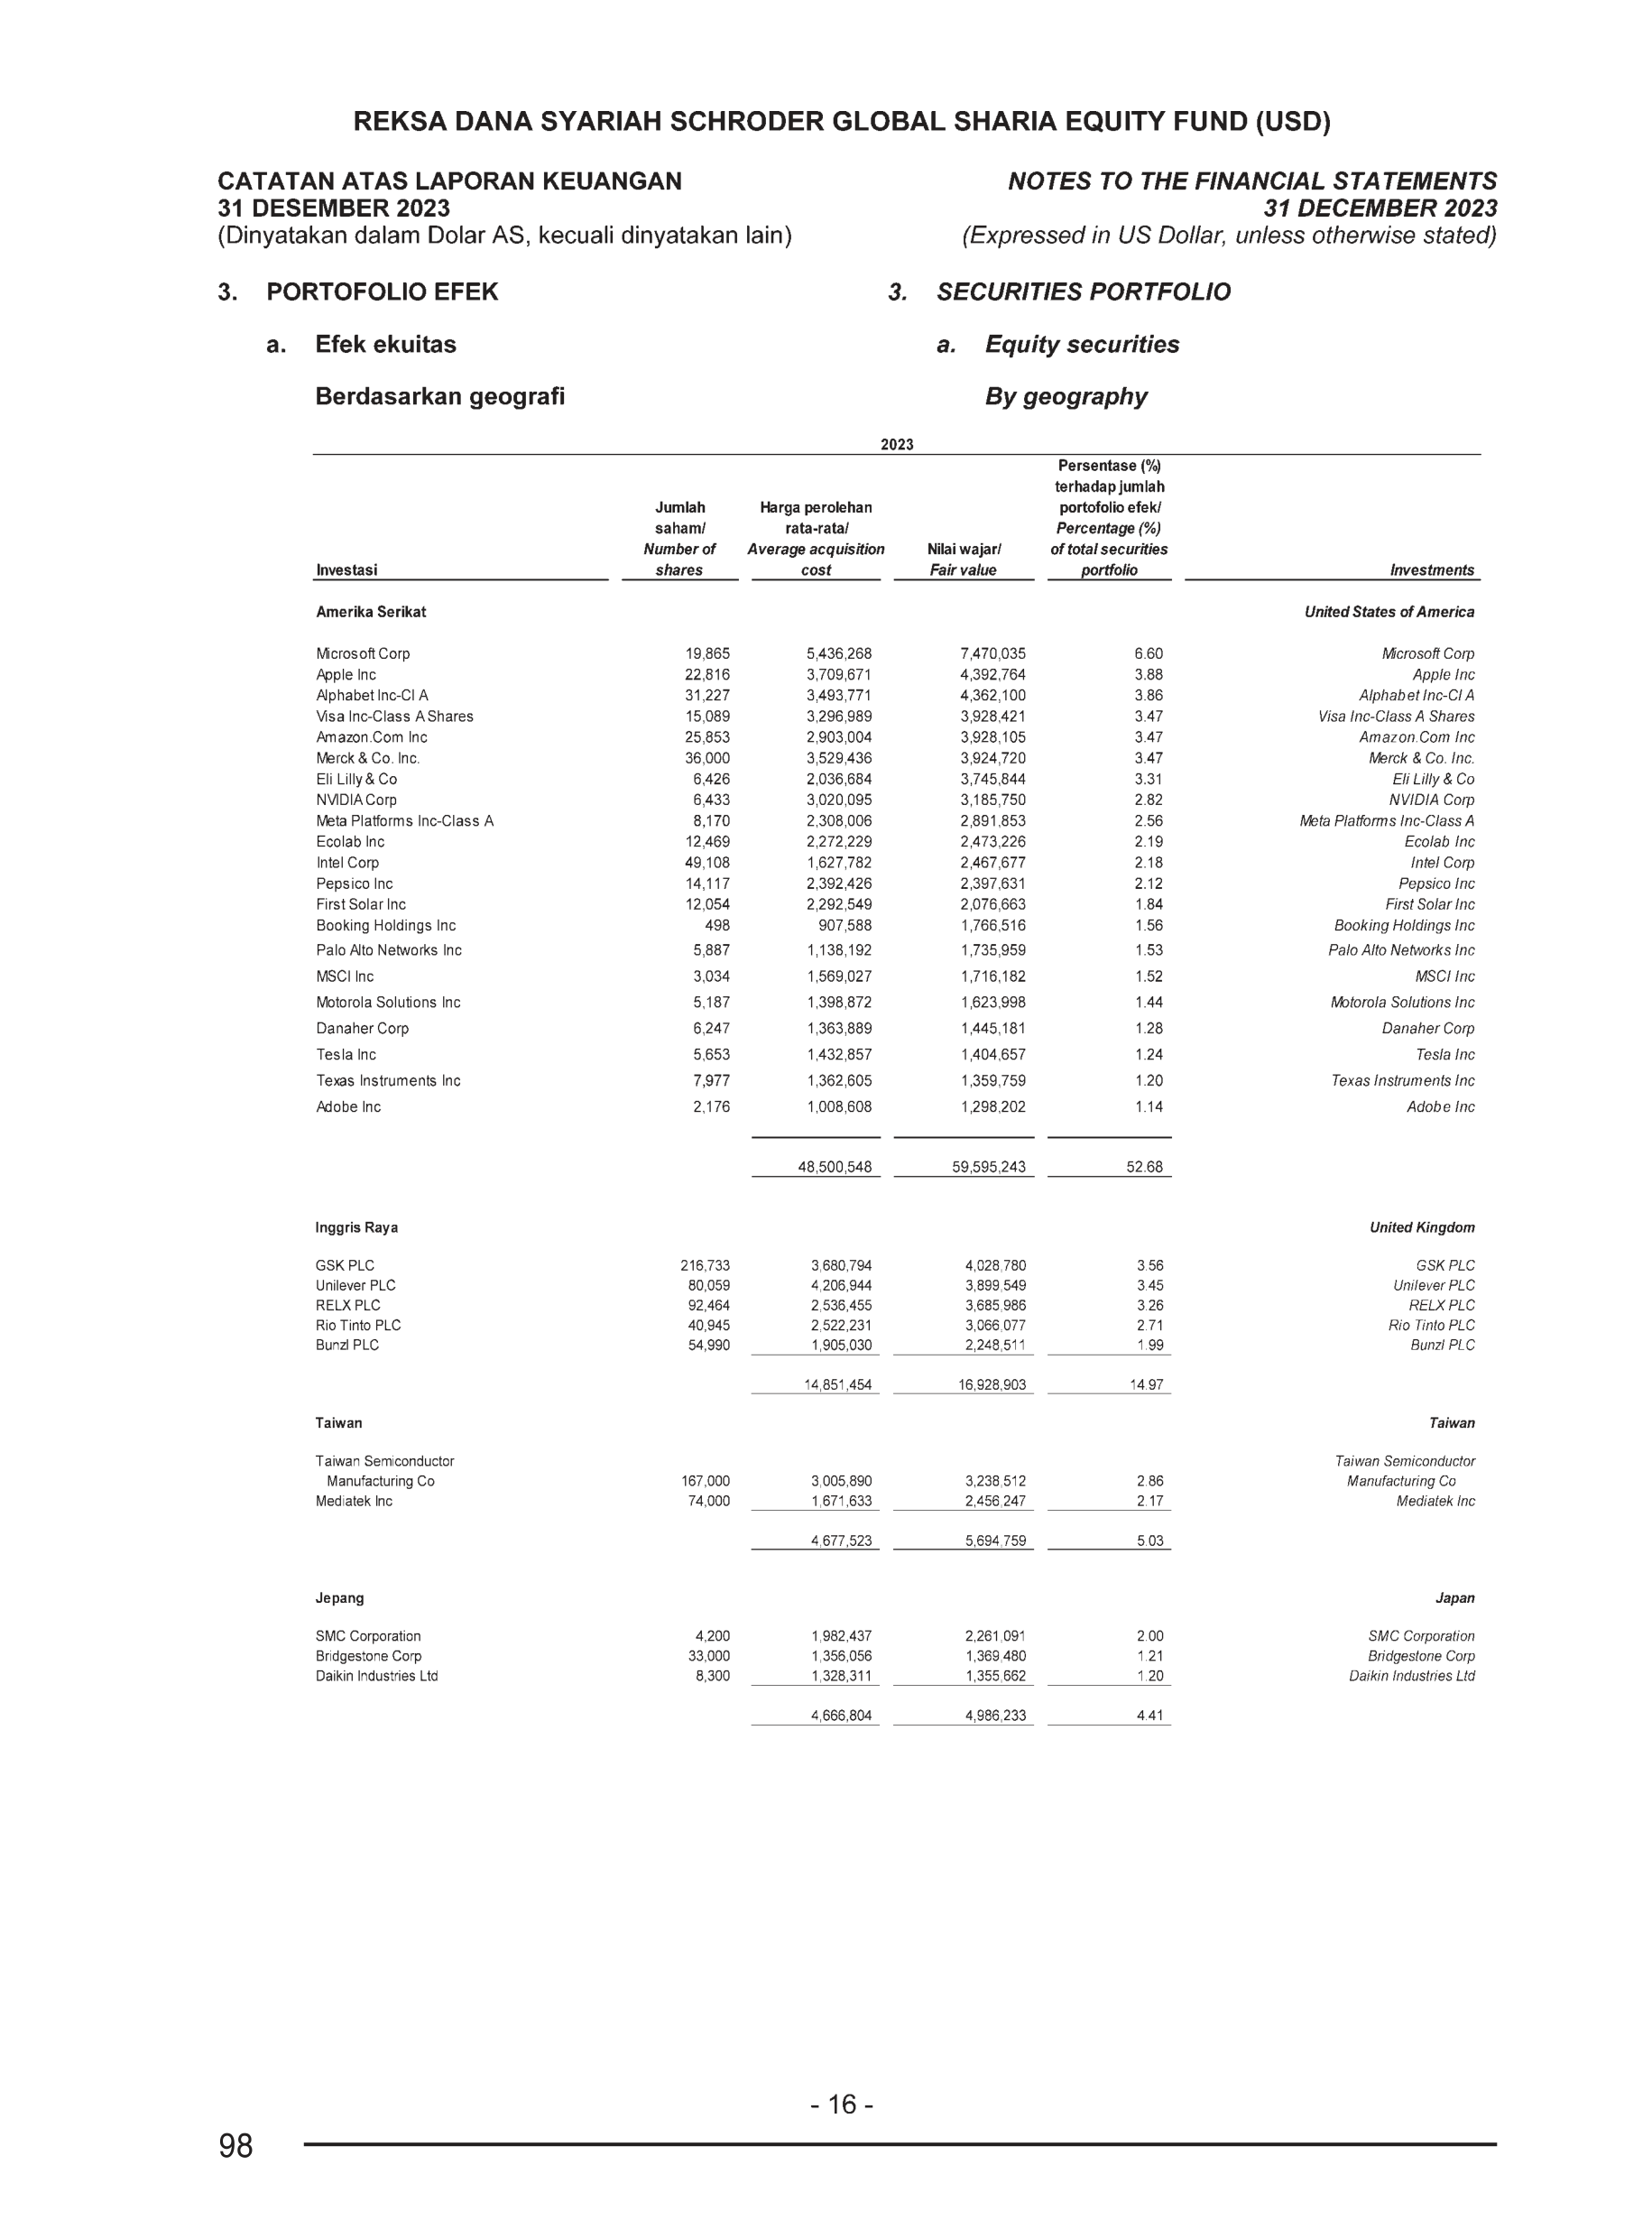 REKSA DANA SYARIAH SCHRODER GLOBAL SHARIA EQUITY FUND (USD)
CATATAN ATAS LAPORAN KEUANGAN NOTES TO THE FINANCIAL STATEMENTS
31 DESEMBER 2023 31 DECEMBER 2023
(Dinyatakan dalam Dolar AS, kecuali dinyatakan lain) (Expressed in US Dollar, unless otherwise stated)
3. PORTOFOLIO EFEK 3. SECURITIES PORTFOLIO
a. Efek ekuitas a. Equity securities
Berdasarkan geografi By geography
2023
Persentase (%)
terhadap jumlah
Jumlah Harga perolehan portofolio efek/
saham/ rata-rata/ Percentage (%)
Number of Average acquisition Nilai wajar/ of total securities
Investasi shares cost Fair value portfolio Investments
Amerika Serikat United States of America
Microsoft Corp 19,865 5,436,268 7,470,035 6.60 Microsoft Corp
Apple Inc 22,816 3,709,671 4,392,764 3.88 Apple Inc
Alphabet Inc-Cl A 31,227 3,493,771 4,362,100 3.86 Alphabet Inc-Cl A
Visa Inc-Class A Shares 15,089 3,296,989 3,928,421 3.47 Visa Inc-Class A Shares
Amazon.Com Inc 25,853 2,903,004 3,928,105 3.47 Amazon.Com Inc
Merck & Co. Inc. 36,000 3,529,436 3,924,720 3.47 Merck & Co. Inc.
Eli Lilly & Co 6,426 2,036,684 3,745,844 3.31 Eli Lilly & Co
NVIDIA Corp 6,433 3,020,095 3,185,750 2.82 NVIDIA Corp
Meta Platforms Inc-Class A 8,170 2,308,006 2,891,853 2.56 Meta Platforms Inc-Class A
Ecolab Inc 12,469 2,272,229 2,473,226 2.19 Ecolab Inc
Intel Corp 49,108 1,627,782 2,467,677 2.18 Intel Corp
Pepsico Inc 14,117 2,392,426 2,397,631 2.12 Pepsico Inc
First Solar Inc 12,054 2,292,549 2,076,663 1.84 First Solar Inc
Booking Holdings Inc 498 907,588 1,766,516 1.56 Booking Holdings Inc
Palo Alto Networks Inc 5,887 1,138,192 1,735,959 1.53 Palo Alto Networks Inc
MSCI Inc 3,034 1,569,027 1,716,182 1.52 MSCI Inc
Motorola Solutions Inc 5,187 1,398,872 1,623,998 1.44 Motorola Solutions Inc
Danaher Corp 6,247 1,363,889 1,445,181 1.28 Danaher Corp
Tesla Inc 5,653 1,432,857 1,404,657 1.24 Tesla Inc
Texas Instruments Inc 7,977 1,362,605 1,359,759 1.20 Texas Instruments Inc
Adobe Inc 2,176 1,008,608 1,298,202 1.14 Adobe Inc
48,500,548 59,595,243 52.68
Inggris Raya United Kingdom
GSK PLC 216,733 3,680,794 4,028,780 3.56 GSK PLC
Unilever PLC 80,059 4,206,944 3,899,549 3.45 Unilever PLC
RELX PLC 92,464 2,536,455 3,685,986 3.26 RELX PLC
Rio Tinto PLC 40,945 2,522,231 3,066,077 2.71 Rio Tinto PLC
Bunzl PLC 54,990 1,905,030 2,248,511 1.99 Bunzl PLC
14,851,454 16,928,903 14.97
Taiwan Taiwan
Taiwan Semiconductor Taiwan Semiconductor
Manufacturing Co 167,000 3,005,890 3,238,512 2.86 Manufacturing Co
Mediatek Inc 74,000 1,671,633 2,456,247 2.17 Mediatek Inc
4,677,523 5,694,759 5.03
Jepang Japan
SMC Corporation 4,200 1,982,437 2,261,091 2.00 SMC Corporation
Bridgestone Corp 33,000 1,356,056 1,369,480 1.21 Bridgestone Corp
Daikin Industries Ltd 8,300 1,328,311 1,355,662 1.20 Daikin Industries Ltd
4,666,804 4,986,233 4.41
- 16 -
98